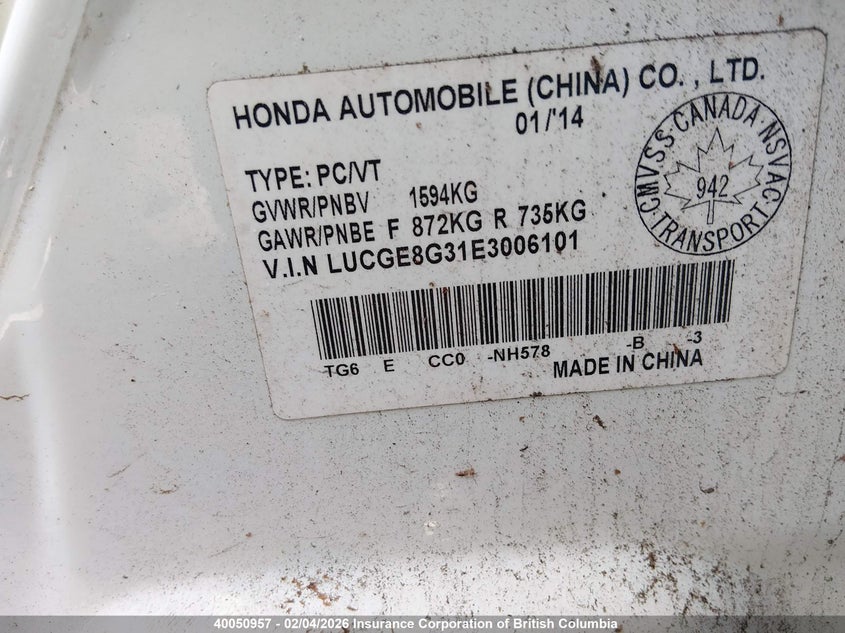 HONDA AUTOMOBILE (CHINA) CO., LTD.
01/'14
TYPE: PC/VT
GVWR/PNBV 1594KG
GAWR/PNBE F 872KG R 735KG
V.I.N LUCGE8G31E3006101
CMVSS·CANADA·NSVAC
942
TRANSPORT
TG6 E CC0 -NH578 -B -3
MADE IN CHINA
40050957 - 02/04/2026 Insurance Corporation of British Columbia